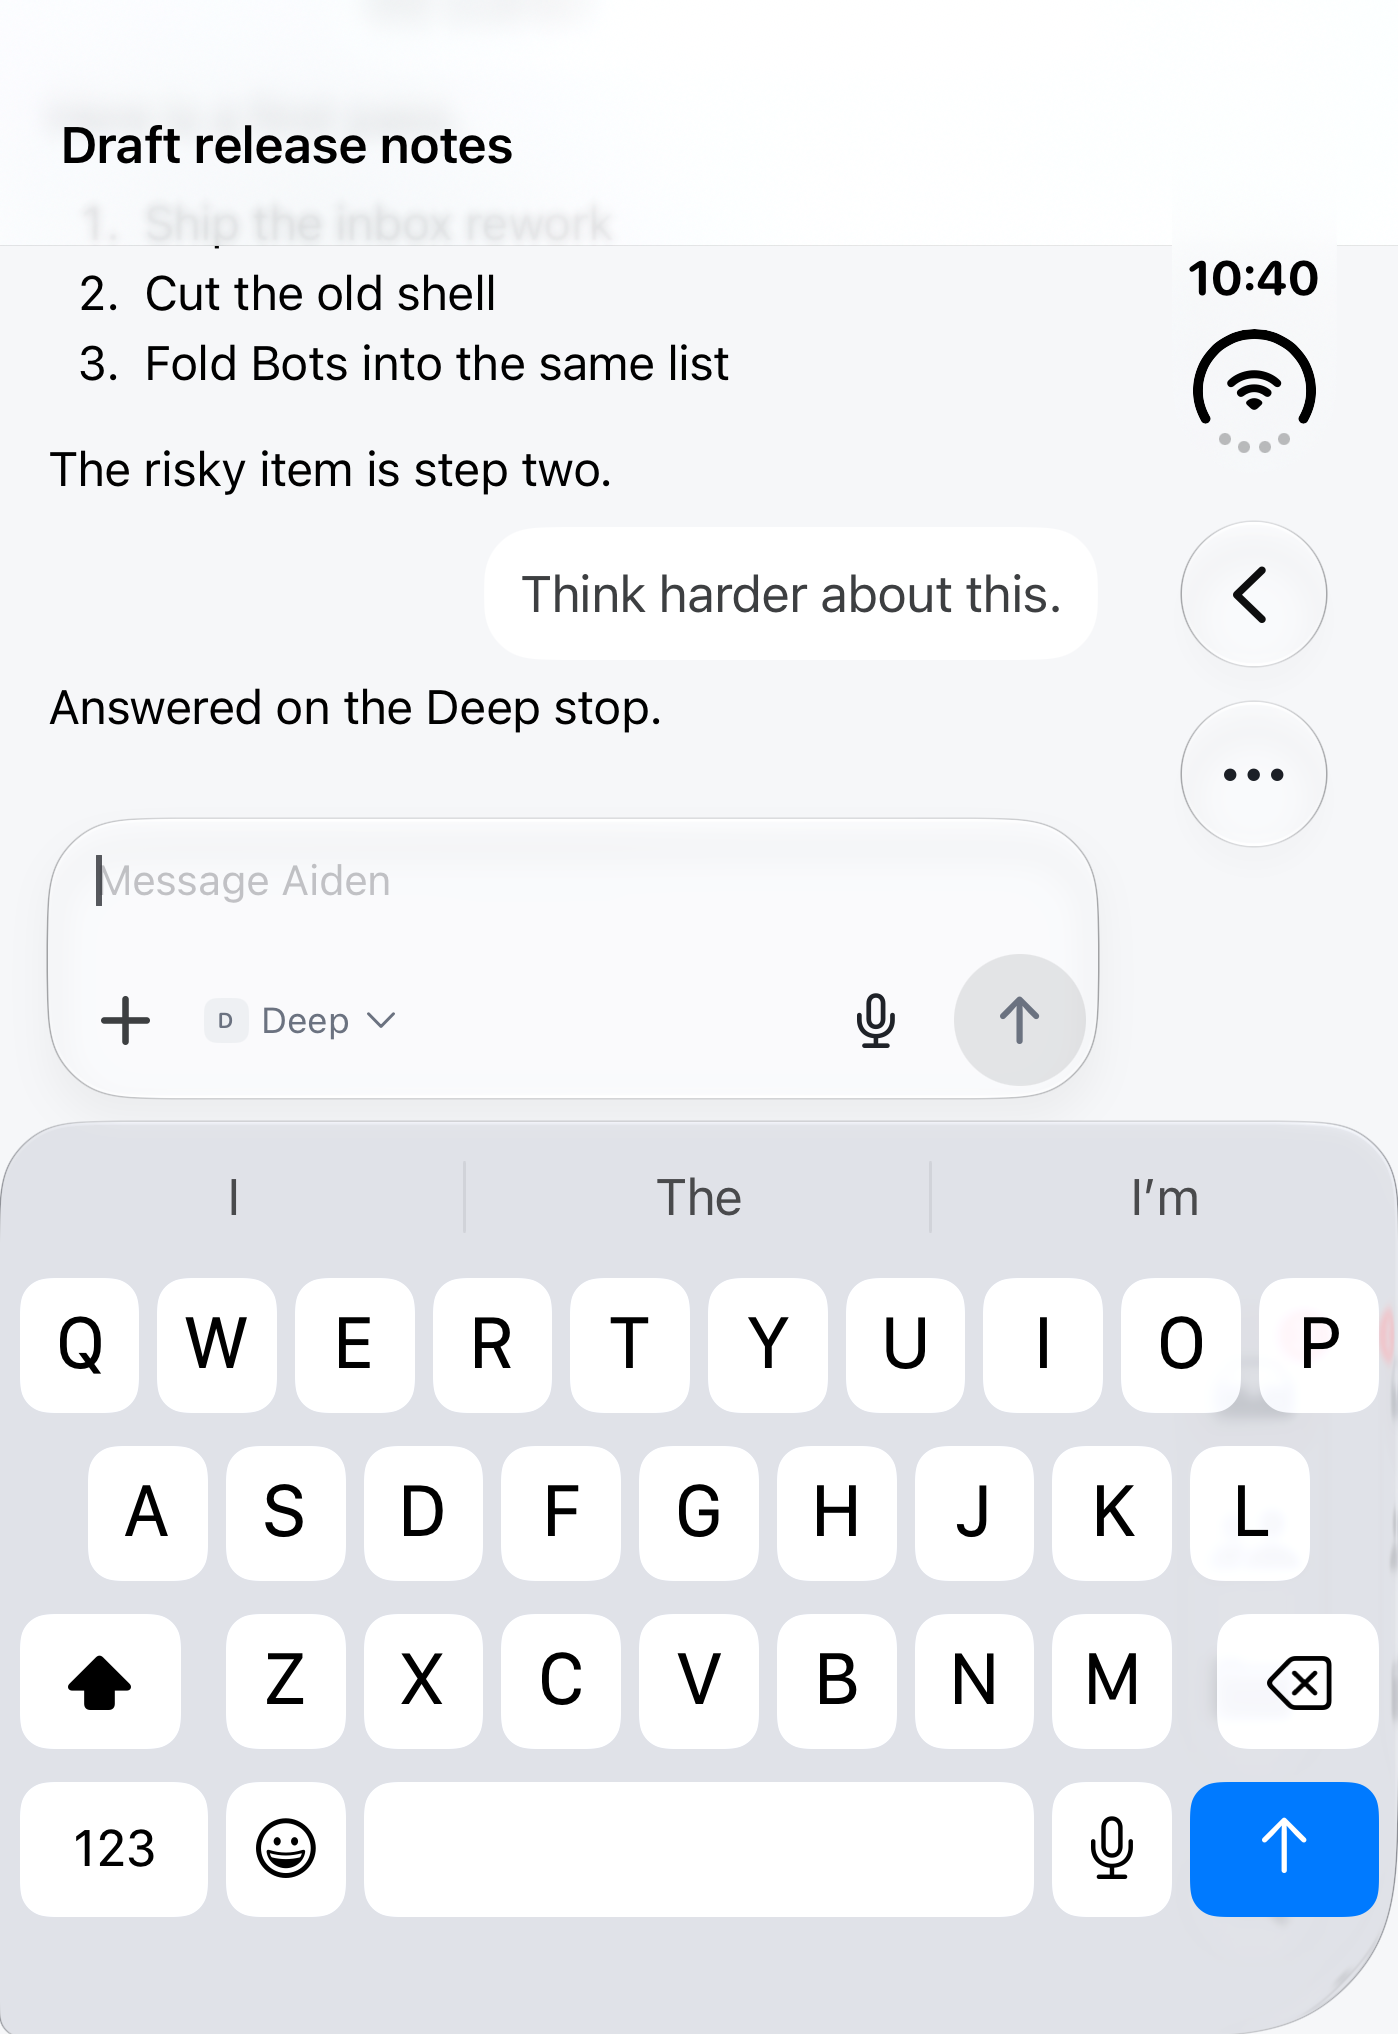 Draft release notes
1. Ship the inbox rework
10:40
2. Cut the old shell
3. Fold Bots into the same list
The risky item is step two.
Think harder about this.
Answered on the Deep stop.
Message Aiden
D Deep
I The I’m
Q W E R T Y U I O P
A S D F G H J K L
Z X C V B N M
123